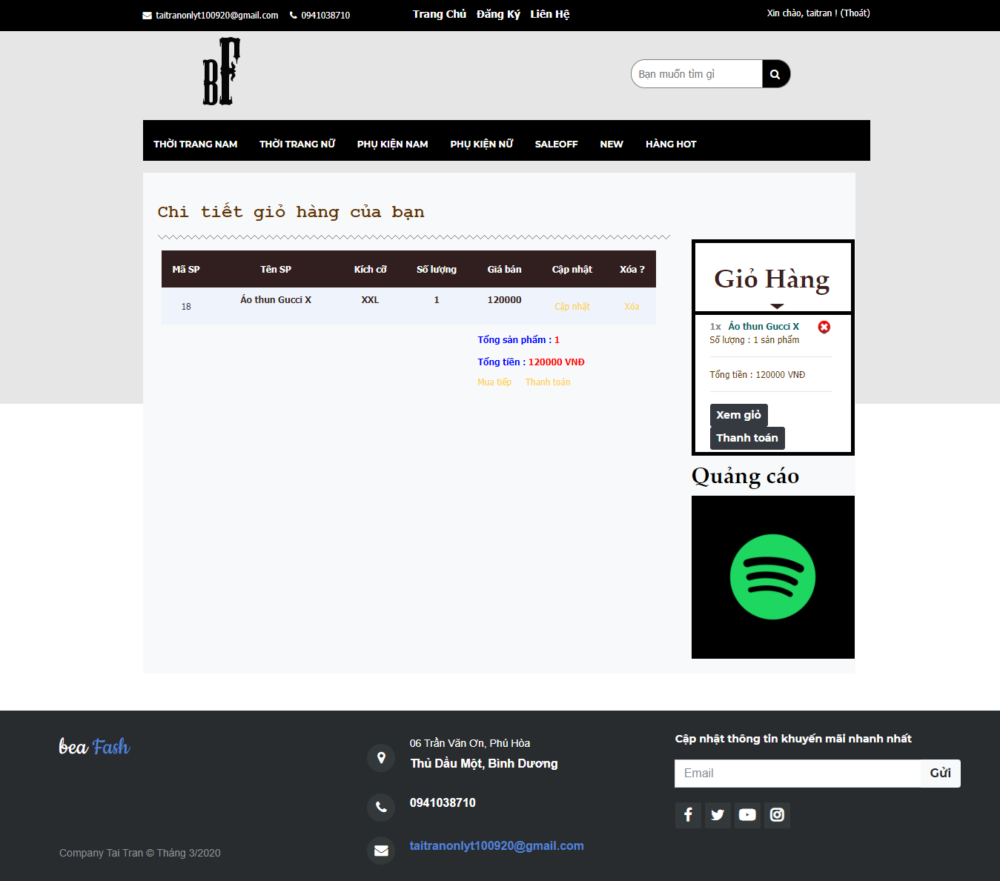 taitranonlyt100920@gmail.com 0941038710 Trang Chủ Đăng Ký Liên Hệ Xin chào, taitran ! (Thoát)
BF
Bạn muốn tìm gì
THỜI TRANG NAM THỜI TRANG NỮ PHỤ KIỆN NAM PHỤ KIỆN NỮ SALEOFF NEW HÀNG HOT
Chi tiết giỏ hàng của bạn
Mã SP Tên SP Kích cỡ Số lượng Giá bán Cập nhật Xóa ?
18 Áo thun Gucci X XXL 1 120000 Cập nhật Xóa
Tổng sản phẩm : 1
Tổng tiền : 120000 VNĐ
Mua tiếp Thanh toán
Giỏ Hàng
1x Áo thun Gucci X
Số lượng : 1 sản phẩm
Tổng tiền : 120000 VNĐ
Xem giỏ
Thanh toán
Quảng cáo
bea Fash
Company Tai Tran © Tháng 3/2020
06 Trần Văn Ơn, Phú Hòa
Thủ Dầu Một, Bình Dương
0941038710
taitranonlyt100920@gmail.com
Cập nhật thông tin khuyến mãi nhanh nhất
Email Gửi